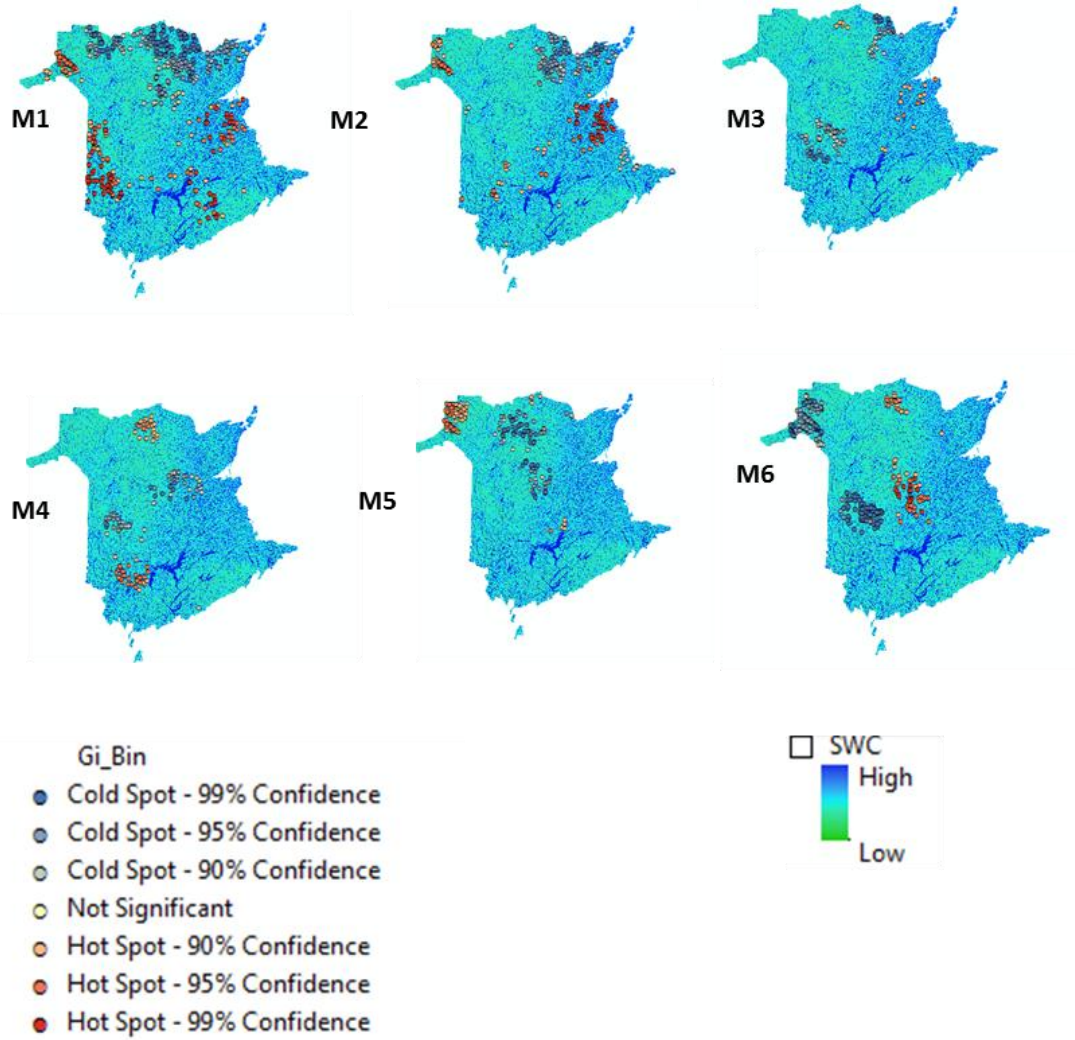 M1
M2
M3
M4
M5
M6
Gi_Bin
Cold Spot - 99% Confidence
Cold Spot - 95% Confidence
Cold Spot - 90% Confidence
Not Significant
Hot Spot - 90% Confidence
Hot Spot - 95% Confidence
Hot Spot - 99% Confidence
SWC
High
Low